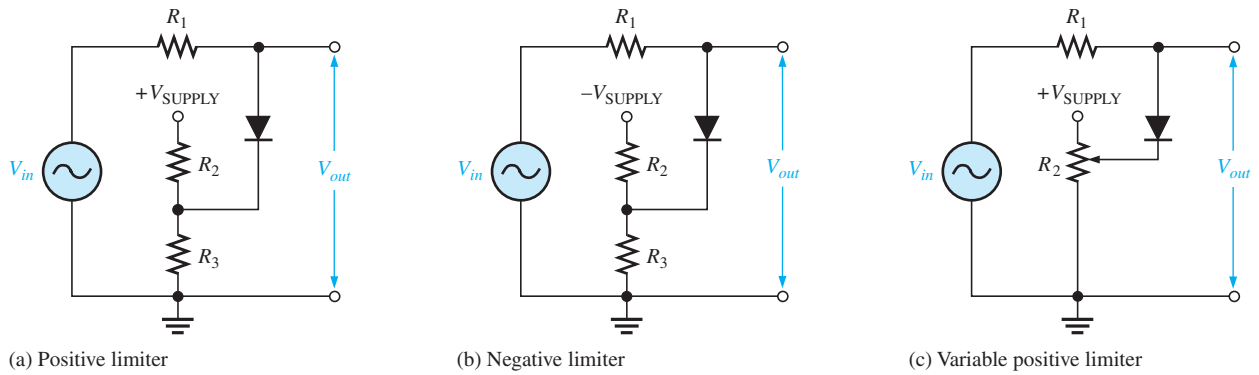 R1
+VSUPPLY
R2
Vin
Vout
R3
(a) Positive limiter
R1
−VSUPPLY
R2
Vin
Vout
R3
(b) Negative limiter
R1
+VSUPPLY
R2
Vin
Vout
(c) Variable positive limiter